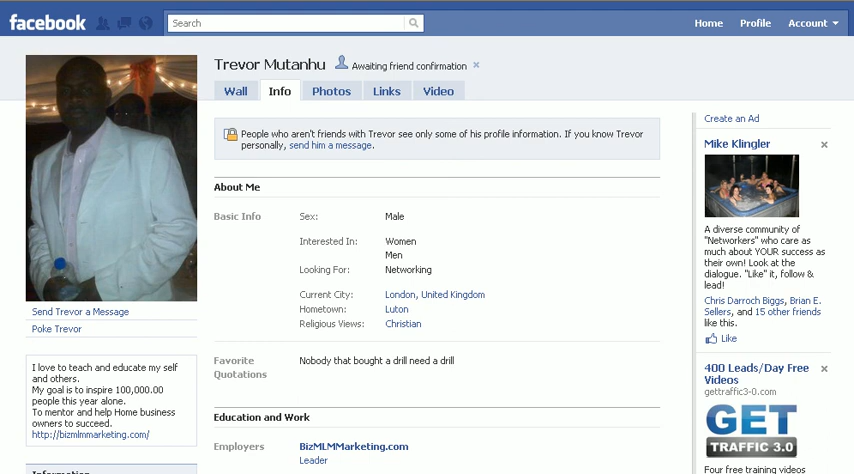 facebook
Search
Home Profile Account
Trevor Mutanhu Awaiting friend confirmation ×
Wall Info Photos Links Video
People who aren't friends with Trevor see only some of his profile information. If you know Trevor
personally, send him a message.
About Me
Basic Info Sex: Male
Interested In: Women
Men
Looking For: Networking
Current City: London, United Kingdom
Hometown: Luton
Religious Views: Christian
Favorite Nobody that bought a drill need a drill
Quotations
Education and Work
Employers BizMLMMarketing.com
Leader
Send Trevor a Message
Poke Trevor
I love to teach and educate my self
and others.
My goal is to inspire 100,000.00
people this year alone.
To mentor and help Home business
owners to succeed.
http://bizmlmmarketing.com/
Information
Create an Ad
Mike Klingler ×
A diverse community of
"Networkers" who care as
much about YOUR success as
their own! Look at the
dialogue. "Like" it, follow &
lead!
Chris Darroch Biggs, Brian E.
Sellers, and 15 other friends
like this.
Like
400 Leads/Day Free ×
Videos
gettraffic3-0.com
GET
TRAFFIC 3.0
Four free training videos